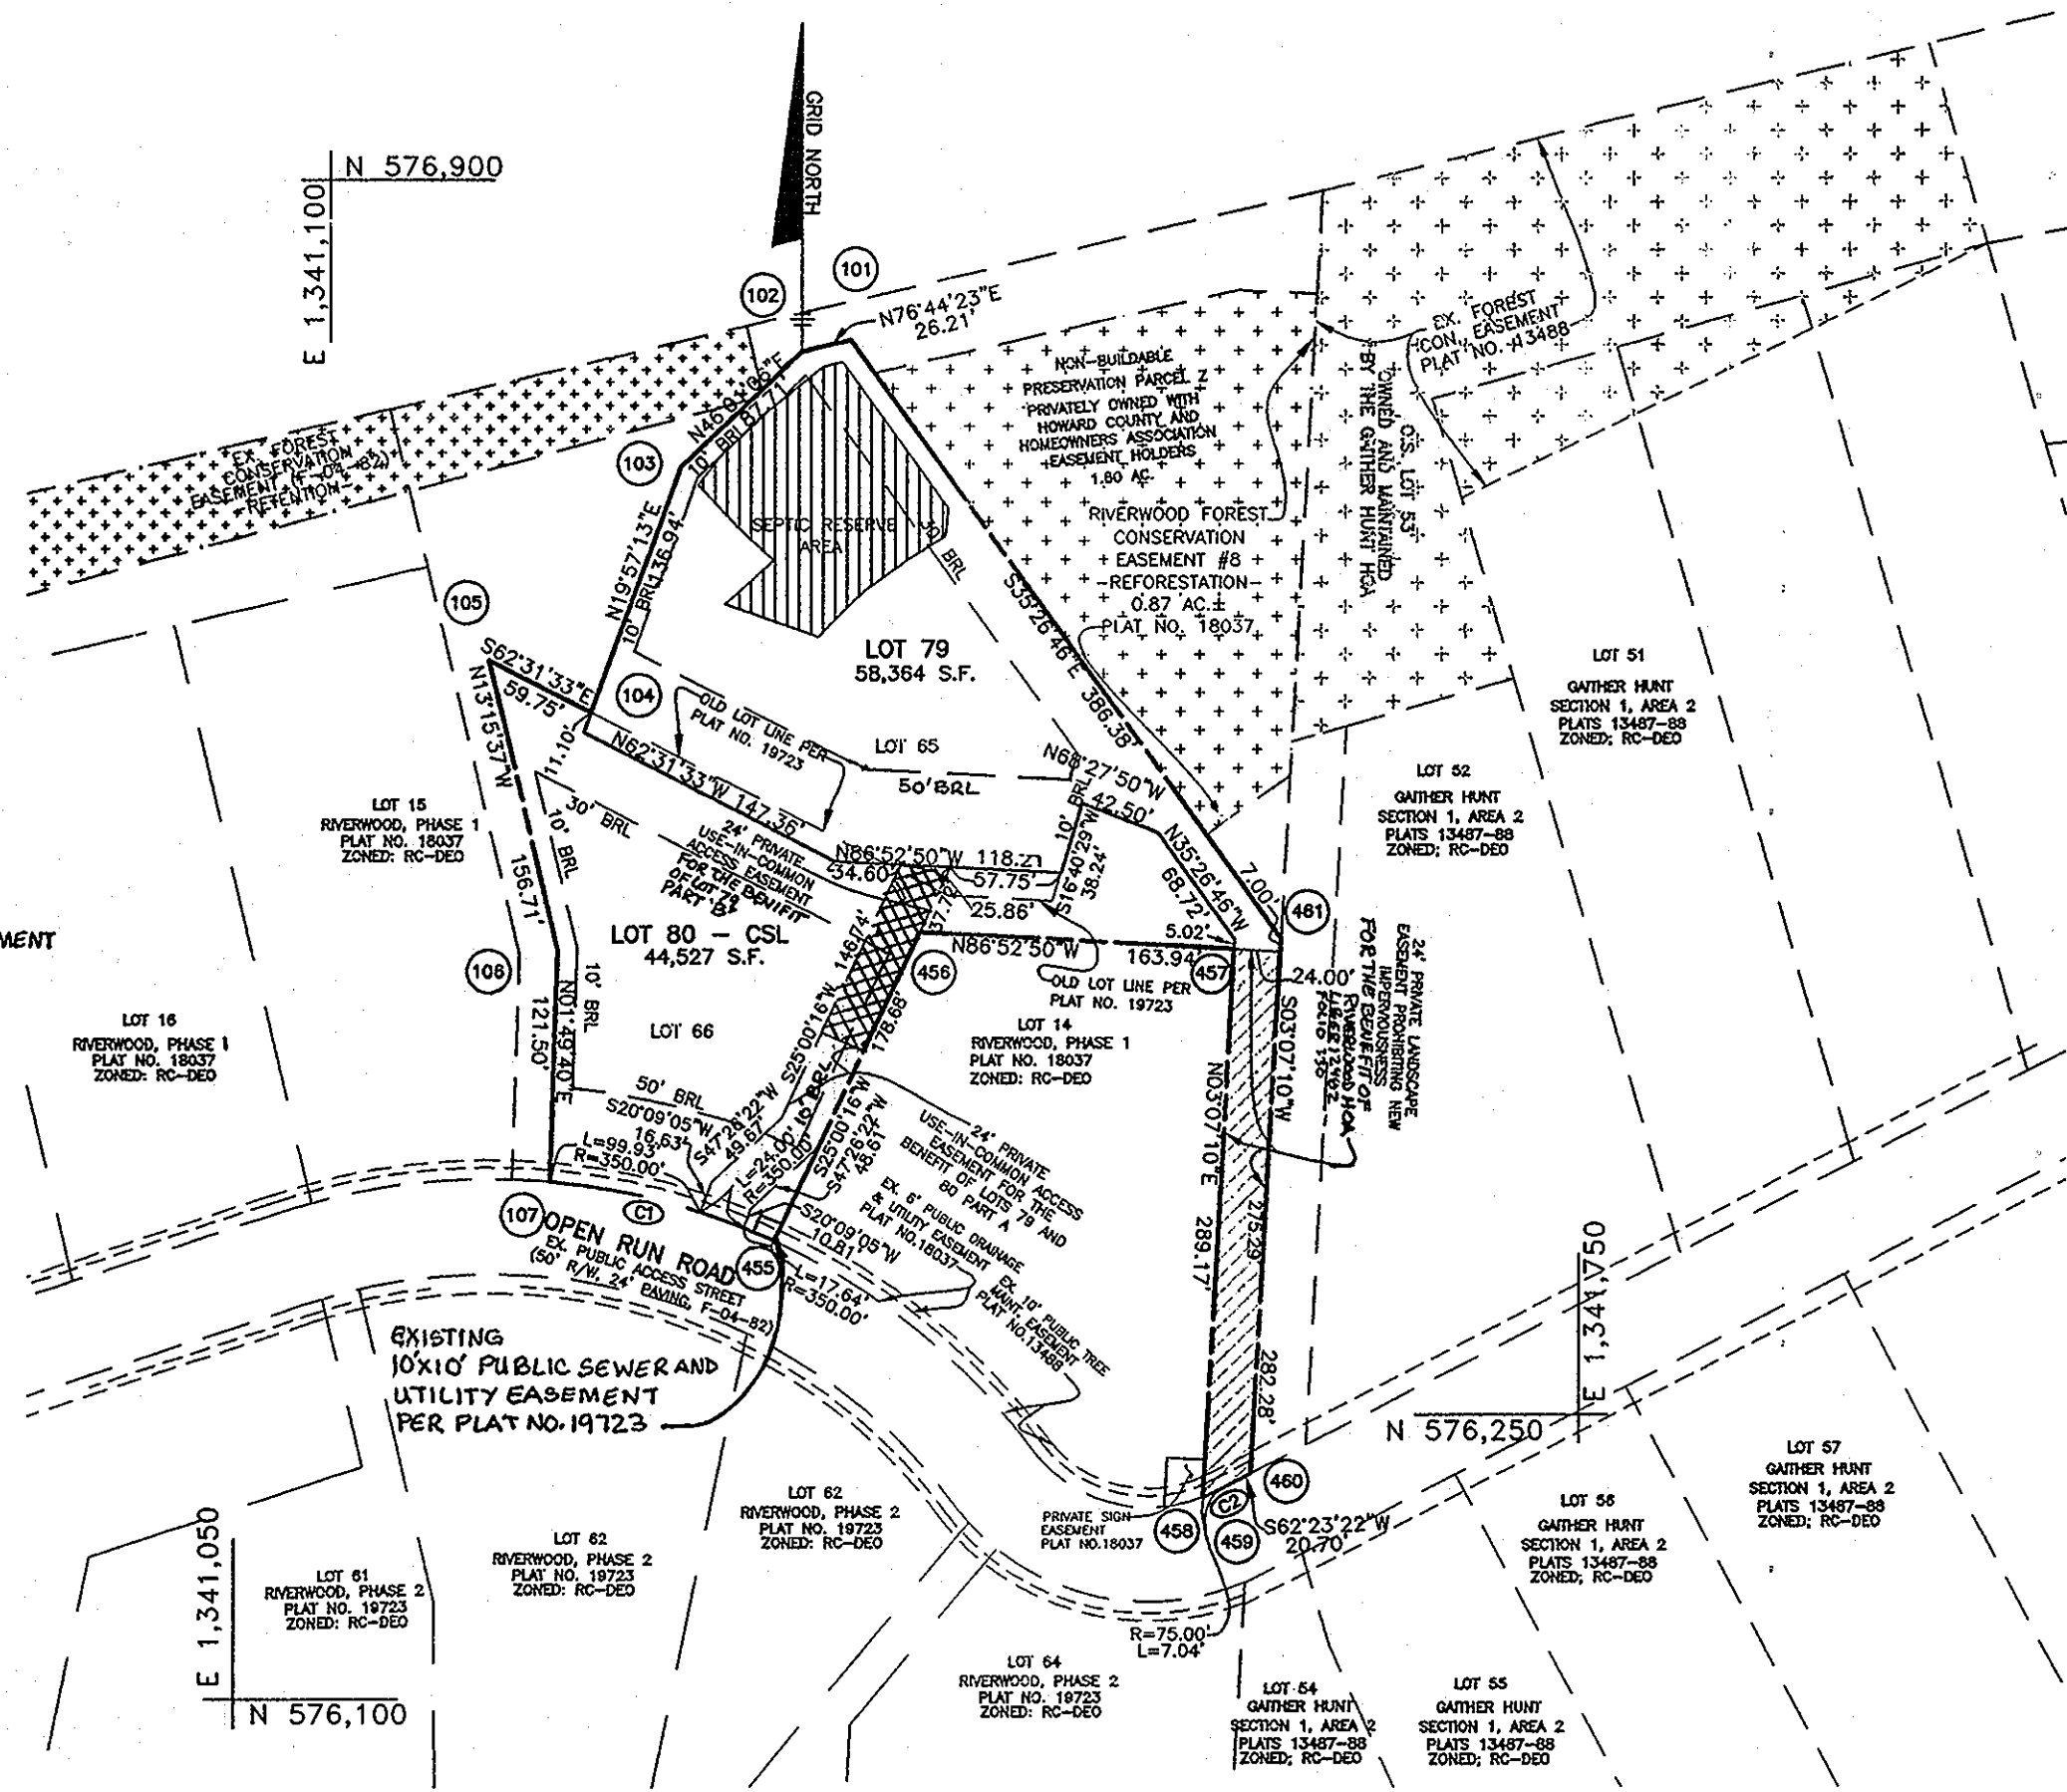 GRID NORTH
N 576,900
E 1,341,100
101
102
N76°44'23"E
26.21'
N46°01'06"E
87.71'
10' BRL
103
EX. FOREST
CONSERVATION
EASEMENT (F-04-82)
-RETENTION-
N19°57'13"E
136.94'
10' BRL
SEPTIC RESERVE
AREA
30' BRL
NON-BUILDABLE
PRESERVATION PARCEL Z
PRIVATELY OWNED WITH
HOWARD COUNTY AND
HOMEOWNERS ASSOCIATION
EASEMENT HOLDERS
1.80 AC.
RIVERWOOD FOREST
CONSERVATION
EASEMENT #8
-REFORESTATION-
0.87 AC.±
PLAT NO. 18037
EX. FOREST
CON. EASEMENT
PLAT NO. 13488
O.S. LOT 53
OWNED AND MAINTAINED
BY THE GAITHER HUNT HOA
S35°26'46"E 386.38'
LOT 79
58,364 S.F.
105
S62°31'33"E
59.75'
104
11.10'
N13°15'37"W
156.71'
OLD LOT LINE PER
PLAT NO. 19723
N62°31'33"W 147.36'
LOT 65
50' BRL
N68°27'50"W
42.50'
10' BRL
LOT 51
GAITHER HUNT
SECTION 1, AREA 2
PLATS 13487-88
ZONED; RC-DEO
LOT 52
GAITHER HUNT
SECTION 1, AREA 2
PLATS 13487-88
ZONED; RC-DEO
LOT 15
RIVERWOOD, PHASE 1
PLAT NO. 18037
ZONED: RC-DEO
30' BRL
10' BRL
24' PRIVATE
USE-IN-COMMON
ACCESS EASEMENT
FOR THE BENIFIT
OF LOT 79
PART 'B'
N86°52'50"W 118.21
54.60'
57.75'
S16°40'29"W
38.24'
N35°26'46"W
68.72'
7.00'
461
37.7
25.86'
5.02'
MENT
LOT 80 - CSL
44,527 S.F.
106
10' BRL
N01°49'40"E
121.50'
S25°00'16"W 146.74'
456
N86°52'50"W
163.94'
457
24.00'
OLD LOT LINE PER
PLAT NO. 19723
24' PRIVATE LANDSCAPE
EASEMENT PROHIBITING NEW
IMPERVIOUSNESS
FOR THE BENEFIT OF
RIVERWOOD HOA
LIBER 12402
FOLIO 350
178.68'
LOT 16
RIVERWOOD, PHASE 1
PLAT NO. 18037
ZONED: RC-DEO
LOT 66
LOT 14
RIVERWOOD, PHASE 1
PLAT NO. 18037
ZONED: RC-DEO
S03°07'10"W
275.29
282.28'
N03°07'10"E 289.17'
50' BRL
S20°09'05"W
16.63'
L=99.93'
R=350.00'
S47°26'22"W
49.67'
L=24.00'
R=350.00'
BRL
S25°00'16"W
S47°26'22"W
48.61
24' PRIVATE
USE-IN-COMMON ACCESS
EASEMENT FOR THE
BENEFIT OF LOTS 79 AND
80 PART A
EX. 6' PUBLIC DRAINAGE
& UTILITY EASEMENT
PLAT NO.18037
EX. 10' PUBLIC TREE
MAINT. EASEMENT
PLAT NO.13488
107
C1
OPEN RUN ROAD
EX. PUBLIC ACCESS STREET
(50' R/W, 24' PAVING, F-04-82)
455
S20°09'05"W
10.81'
L=17.64'
R=350.00'
EXISTING
10'X10' PUBLIC SEWER AND
UTILITY EASEMENT
PER PLAT NO. 19723
E 1,341,750
N 576,250
LOT 57
GAITHER HUNT
SECTION 1, AREA 2
PLATS 13487-88
ZONED; RC-DEO
LOT 56
GAITHER HUNT
SECTION 1, AREA 2
PLATS 13487-88
ZONED; RC-DEO
460
C2
458
459
S62°23'22"W
20.70'
PRIVATE SIGN
EASEMENT
PLAT NO.18037
LOT 62
RIVERWOOD, PHASE 2
PLAT NO. 19723
ZONED: RC-DEO
LOT 62
RIVERWOOD, PHASE 2
PLAT NO. 19723
ZONED: RC-DEO
LOT 61
RIVERWOOD, PHASE 2
PLAT NO. 19723
ZONED: RC-DEO
E 1,341,050
N 576,100
R=75.00'
L=7.04'
LOT 64
RIVERWOOD, PHASE 2
PLAT NO. 19723
ZONED: RC-DEO
LOT 54
GAITHER HUNT
SECTION 1, AREA 2
PLATS 13487-88
ZONED; RC-DEO
LOT 55
GAITHER HUNT
SECTION 1, AREA 2
PLATS 13487-88
ZONED; RC-DEO